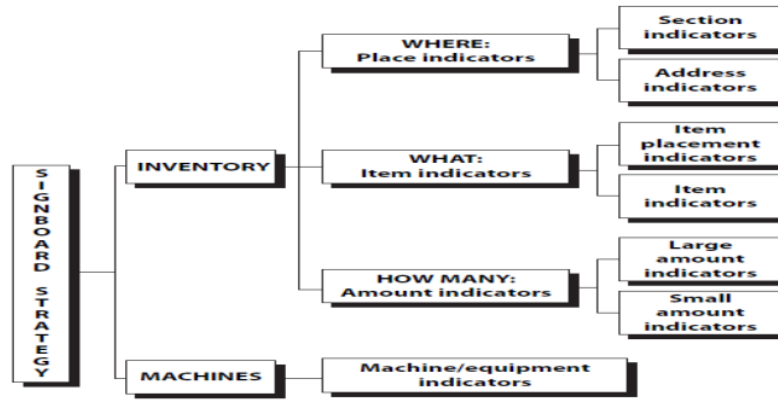 SIGNBOARD STRATEGY
INVENTORY
MACHINES
WHERE:
Place indicators
WHAT:
Item indicators
HOW MANY:
Amount indicators
Machine/equipment
indicators
Section
indicators
Address
indicators
Item
placement
indicators
Item
indicators
Large
amount
indicators
Small
amount
indicators